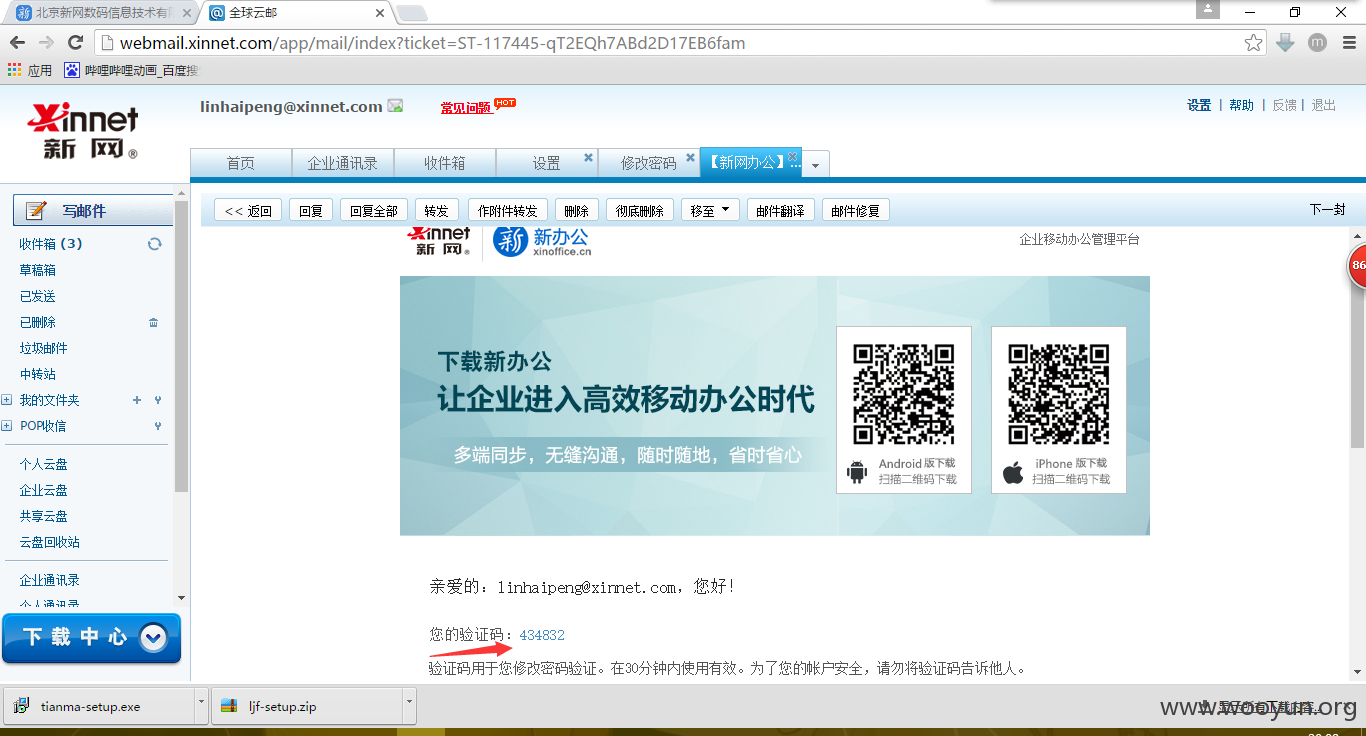 北京新网数码信息技术有
全球云邮
webmail.xinnet.com/app/mail/index?ticket=ST-117445-qT2EQh7ABd2D17EB6fam
m
应用
哔哩哔哩动画_百度搜
Xinnet
新 网®
linhaipeng@xinnet.com
常见问题 HOT
设置 | 帮助 | 反馈 | 退出
首页
企业通讯录
收件箱
设置
修改密码
【新网办公】...
写邮件
<< 返回
回复
回复全部
转发
作附件转发
删除
彻底删除
移至
邮件翻译
邮件修复
下一封
收件箱 (3)
草稿箱
已发送
已删除
垃圾邮件
中转站
我的文件夹
POP收信
个人云盘
企业云盘
共享云盘
云盘回收站
企业通讯录
个人通讯录
下载中心
Xinnet
新 网®
新
新办公
xinoffice.cn
企业移动办公管理平台
86
下载新办公
让企业进入高效移动办公时代
多端同步，无缝沟通，随时随地，省时省心
Android 版下载
扫描二维码下载
iPhone 版下载
扫描二维码下载
亲爱的：linhaipeng@xinnet.com，您好！
您的验证码：434832
验证码用于您修改密码验证。在30分钟内使用有效。为了您的帐户安全，请勿将验证码告诉他人。
tianma-setup.exe
ljf-setup.zip
www.wooyun.org